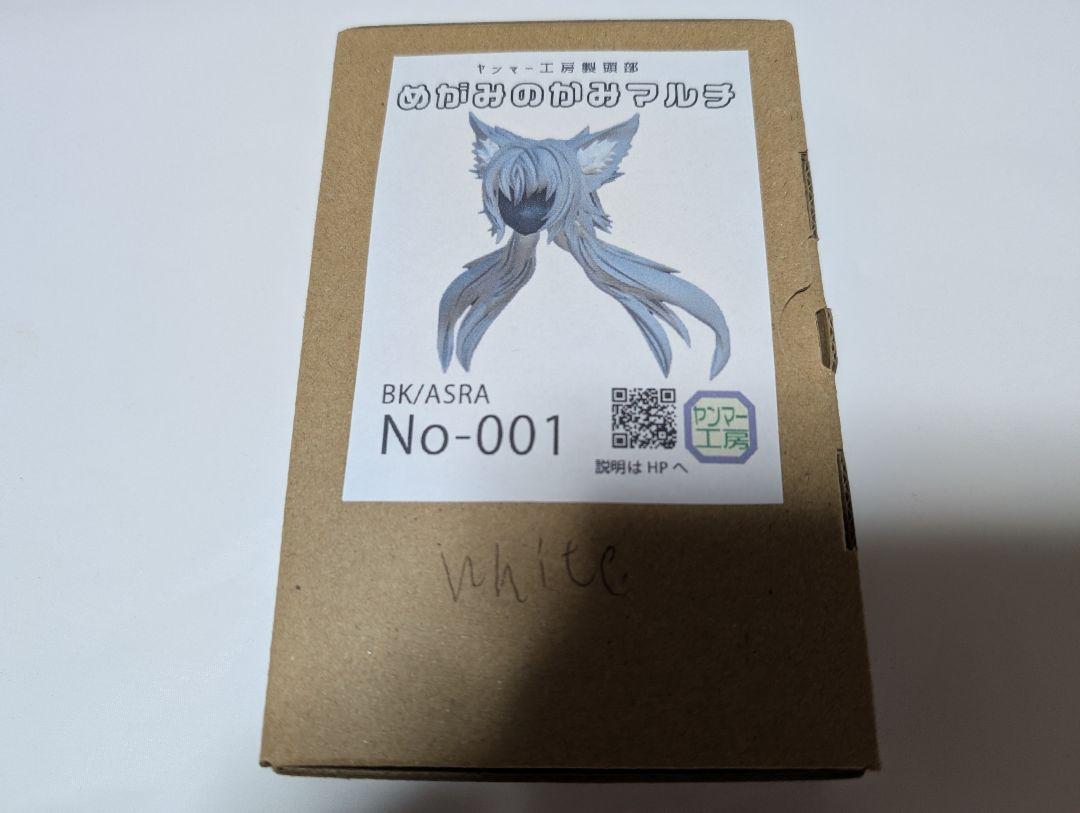 ヤンマー工房製頭部
めがみのかみマルチ
BK/ASRA
No-001
ヤンマー
工房
説明は HP へ
white